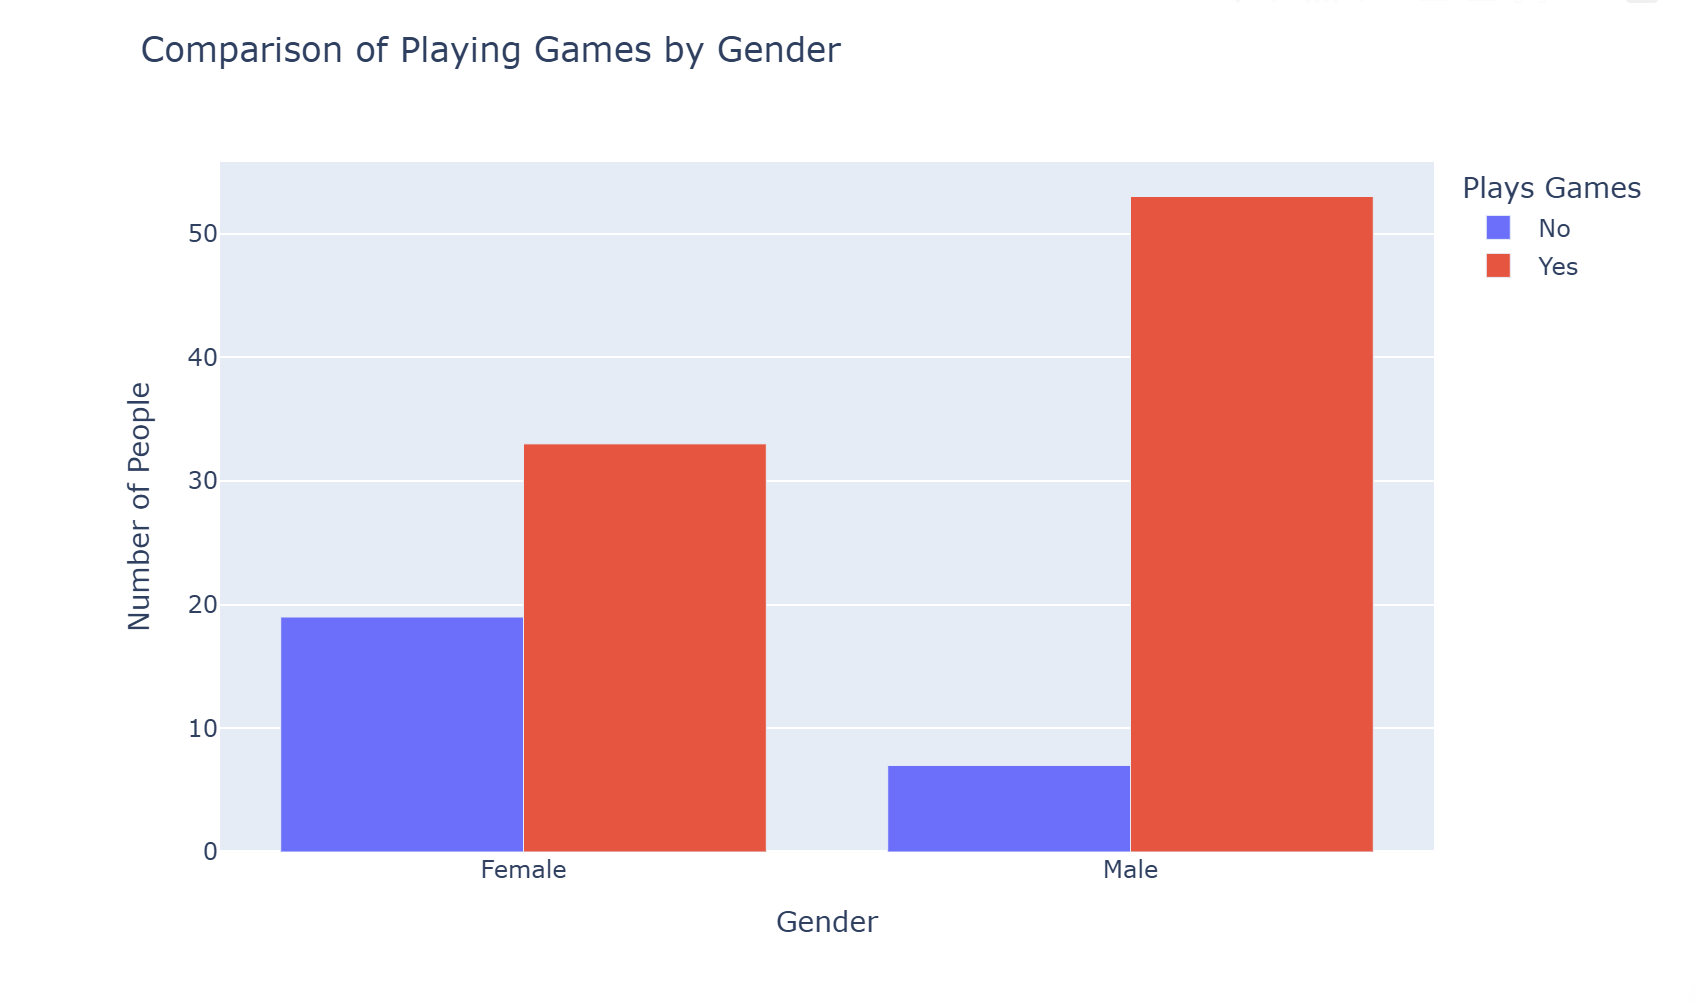 Comparison of Playing Games by Gender
Plays Games
No
Yes
50
40
30
20
10
0
Number of People
Female
Male
Gender